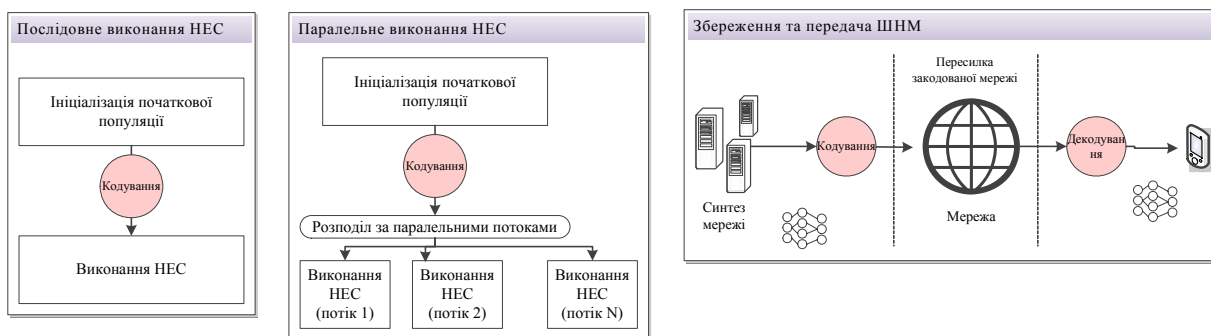 Послідовне виконання НЕС
Ініціалізація початкової
популяції
Кодування
Виконання НЕС
Паралельне виконання НЕС
Ініціалізація початкової
популяції
Кодування
Розподіл за паралельними потоками
Виконання
НЕС
(потік 1)
Виконання
НЕС
(потік 2)
Виконання
НЕС
(потік N)
Збереження та передача ШНМ
Синтез
мережі
Кодування
Пересилка
закодованої мережі
Мережа
Декодуван
ня